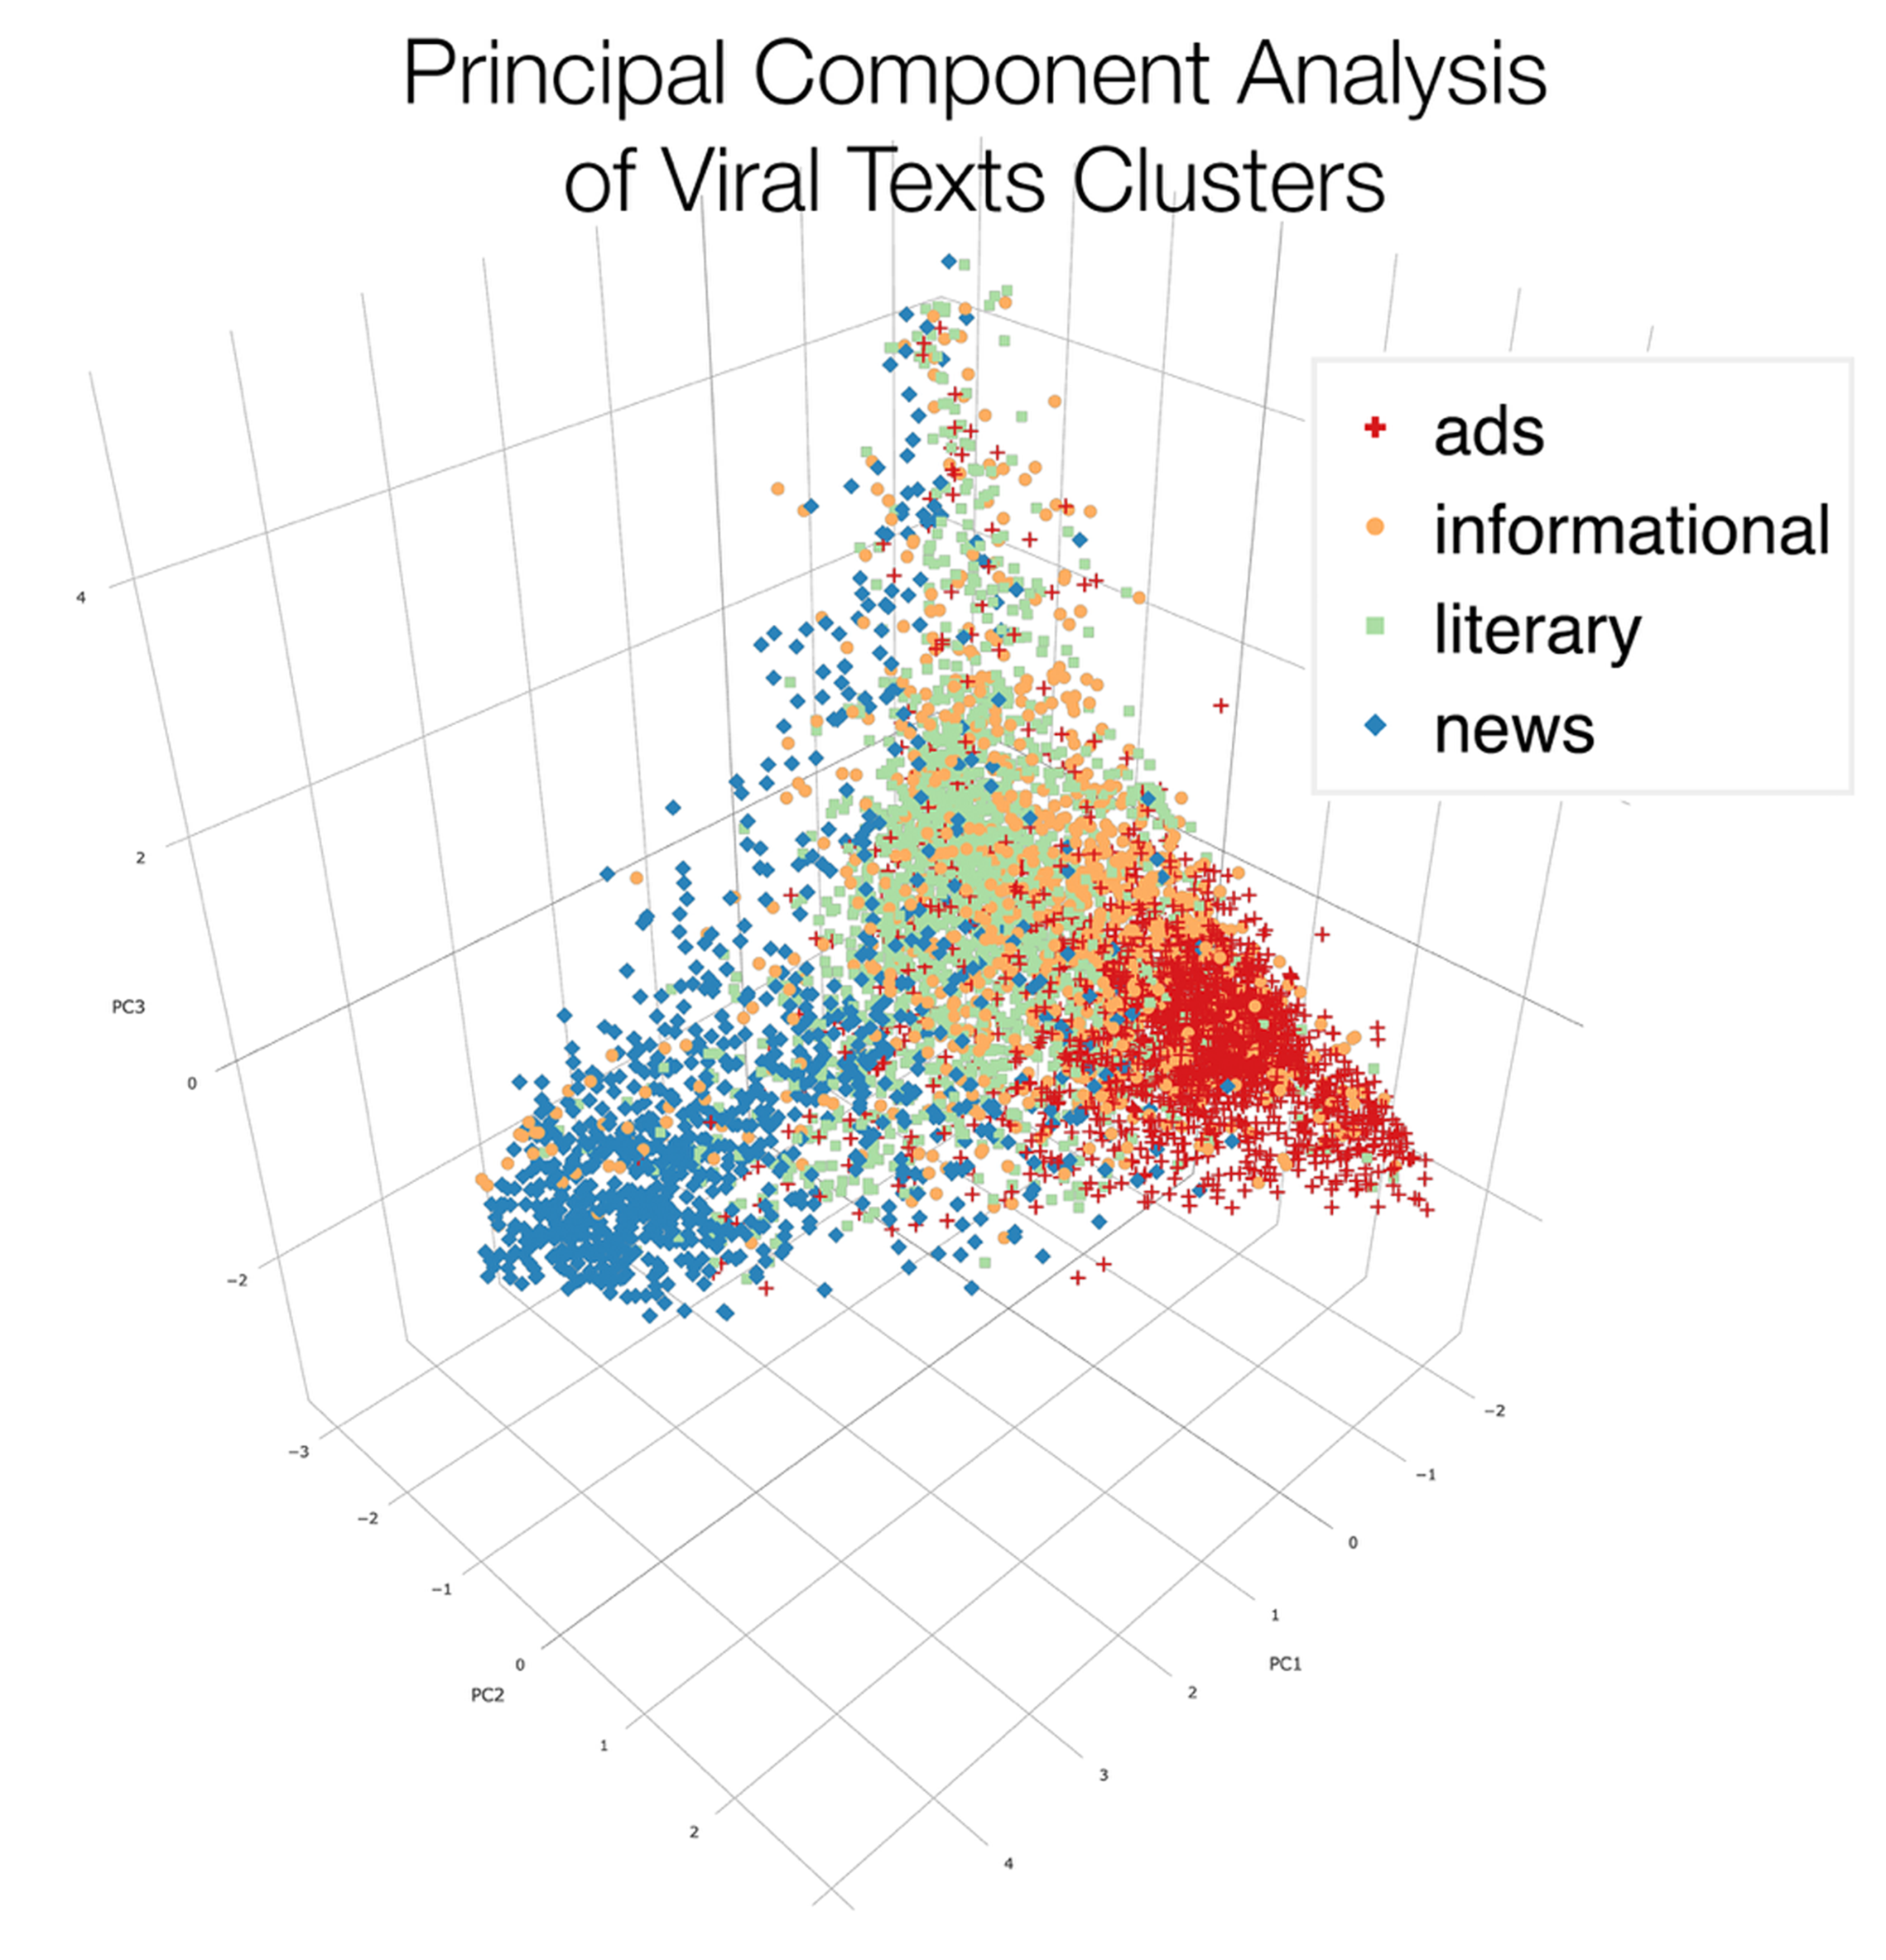 Principal Component Analysis
of Viral Texts Clusters
ads
informational
literary
news
4
2
PC3
0
−2
−3
−2
−1
0
PC2
1
2
−2
−1
0
1
PC1
2
3
4